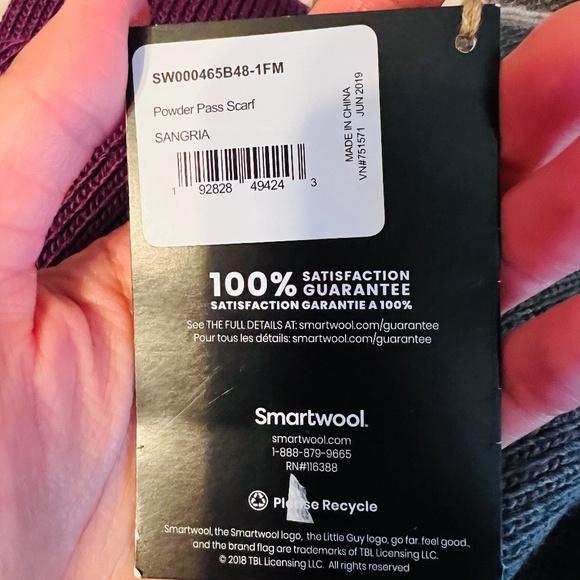 SW000465B48-1FM
Powder Pass Scarf
SANGRIA
1 92828 49424 3
MADE IN CHINA
VN#751571 JUN 2019
100% SATISFACTION GUARANTEE
SATISFACTION GARANTIE A 100%
See THE FULL DETAILS AT: smartwool.com/guarantee
Pour tous les détails: smartwool.com/guarantee
Smartwool.
smartwool.com
1-888-879-9665
RN#116388
Please Recycle
Smartwool, the Smartwool logo, the Little Guy logo, go far. feel good.,
and the brand flag are trademarks of TBL Licensing LLC.
© 2018 TBL Licensing LLC. All rights reserved